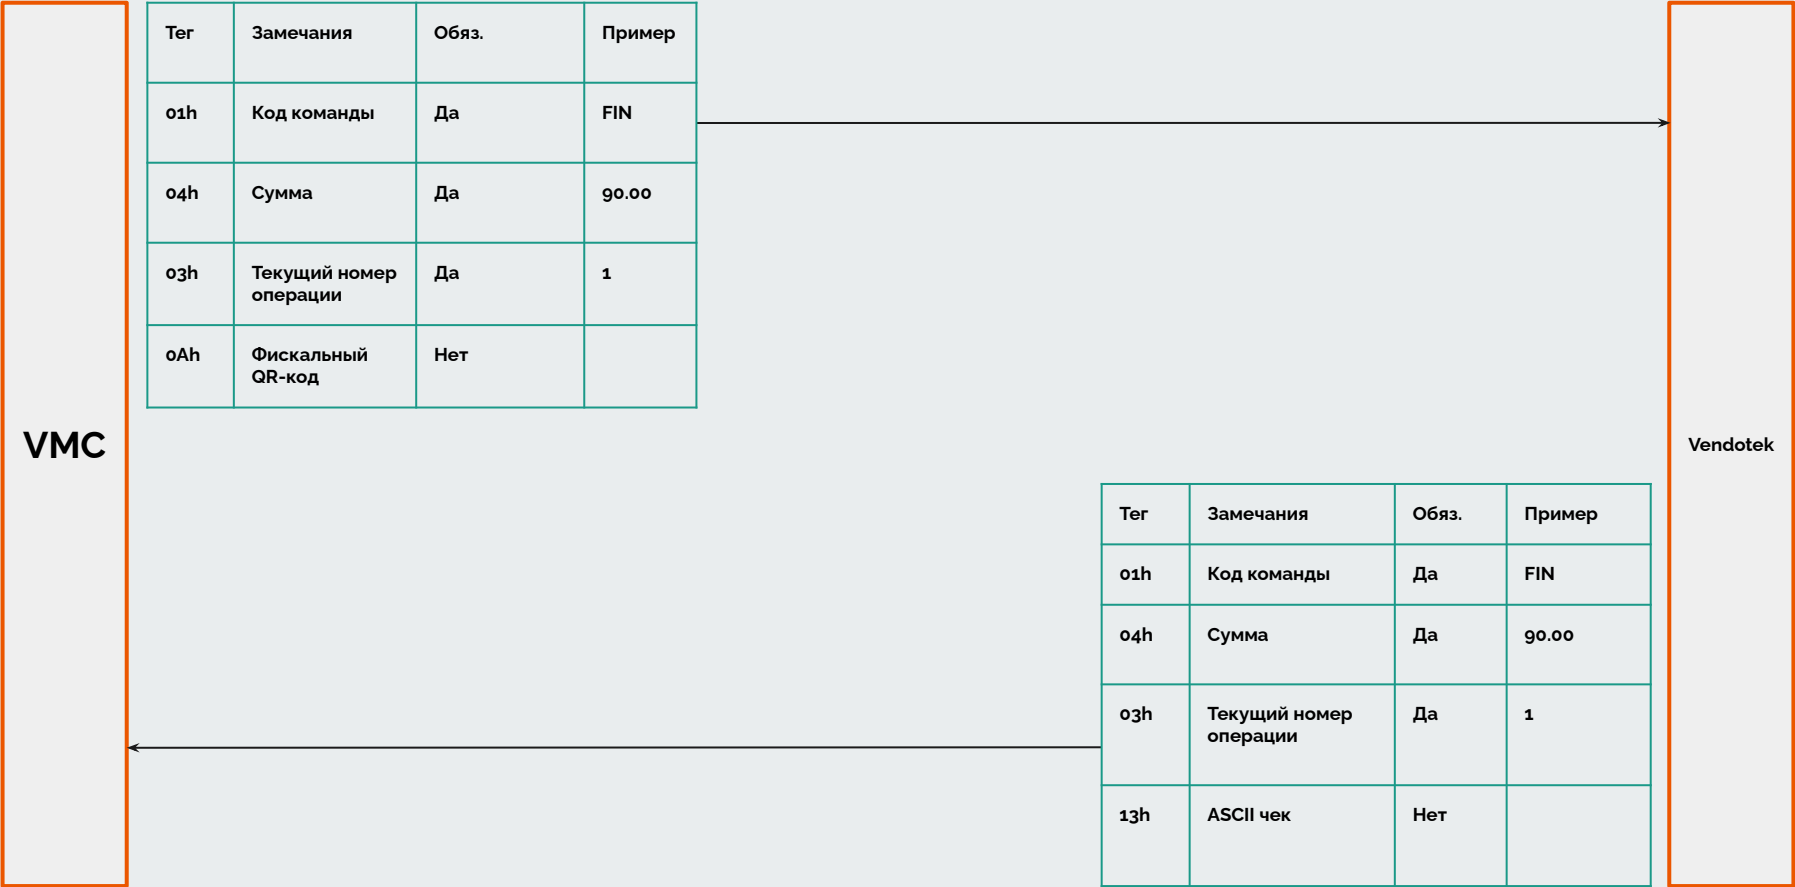 Тег Замечания Обяз. Пример
01h Код команды Да FIN
04h Сумма Да 90.00
03h Текущий номер Да 1
операции
0Ah Фискальный Нет
QR-код
VMC
Vendotek
Тег Замечания Обяз. Пример
01h Код команды Да FIN
04h Сумма Да 90.00
03h Текущий номер Да 1
операции
13h ASCII чек Нет